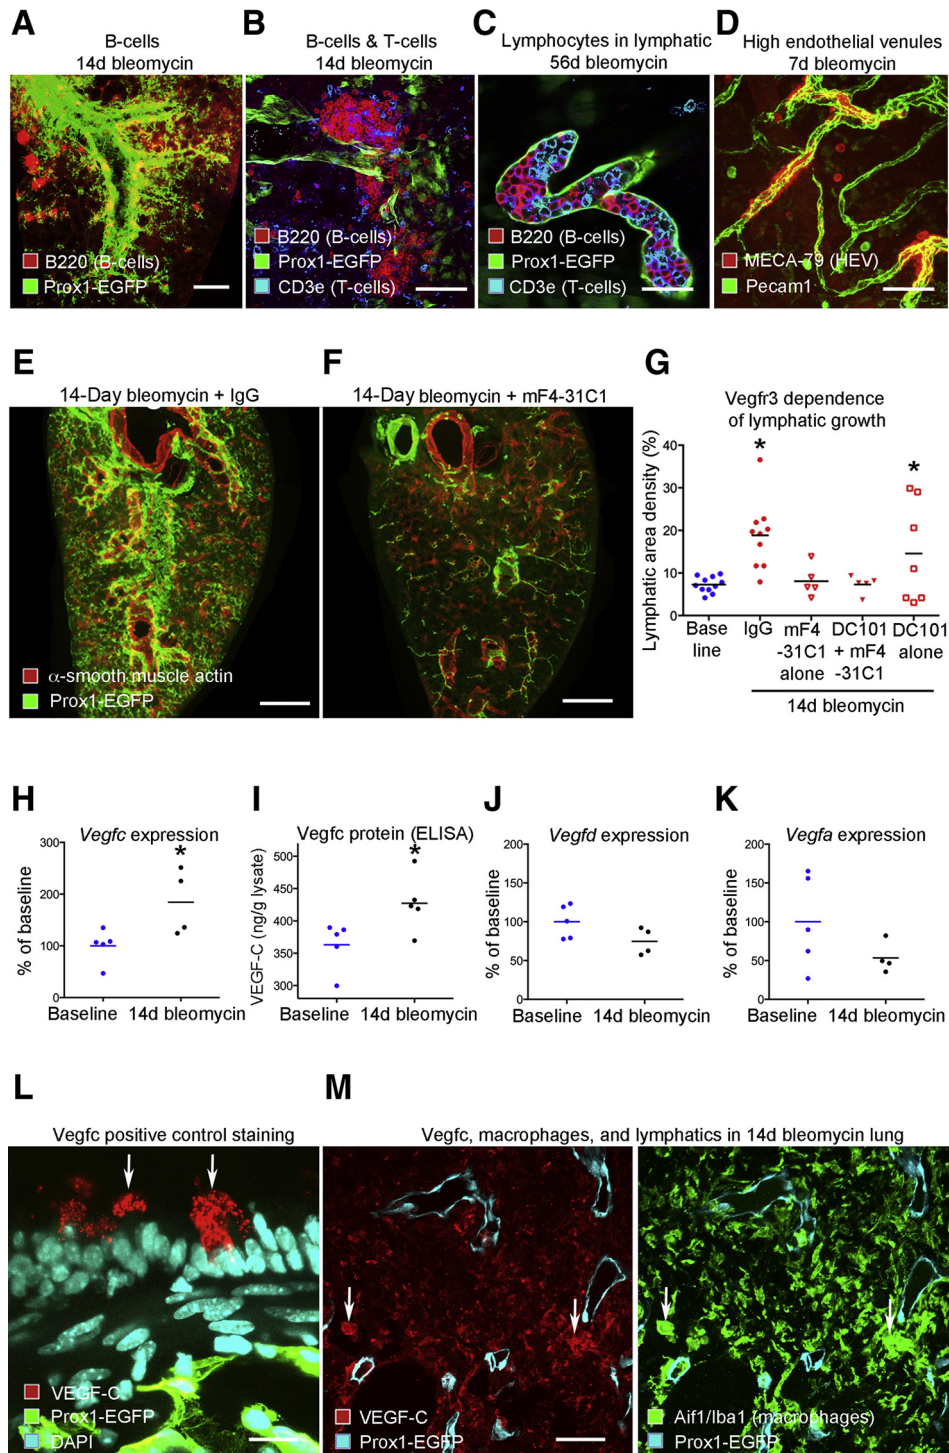 A
B-cells
14d bleomycin
B220 (B-cells)
Prox1-EGFP
B
B-cells & T-cells
14d bleomycin
B220 (B-cells)
Prox1-EGFP
CD3e (T-cells)
C
Lymphocytes in lymphatic
56d bleomycin
B220 (B-cells)
Prox1-EGFP
CD3e (T-cells)
D
High endothelial venules
7d bleomycin
MECA-79 (HEV)
Pecam1
E
14-Day bleomycin + IgG
α-smooth muscle actin
Prox1-EGFP
F
14-Day bleomycin + mF4-31C1
G
Vegfr3 dependence
of lymphatic growth
Lymphatic area density (%)
40
30
20
10
0
*
*
Base
line
IgG
mF4
-31C1
alone
DC101
+ mF4
-31C1
DC101
alone
14d bleomycin
H
Vegfc expression
% of baseline
300
200
100
0
*
Baseline
14d bleomycin
I
Vegfc protein (ELISA)
VEGF-C (ng/g lysate)
500
450
400
350
300
*
Baseline
14d bleomycin
J
Vegfd expression
% of baseline
200
150
100
50
0
Baseline
14d bleomycin
K
Vegfa expression
% of baseline
200
150
100
50
0
Baseline
14d bleomycin
L
Vegfc positive control staining
VEGF-C
Prox1-EGFP
DAPI
M
Vegfc, macrophages, and lymphatics in 14d bleomycin lung
VEGF-C
Prox1-EGFP
Aif1/Iba1 (macrophages)
Prox1-EGFP